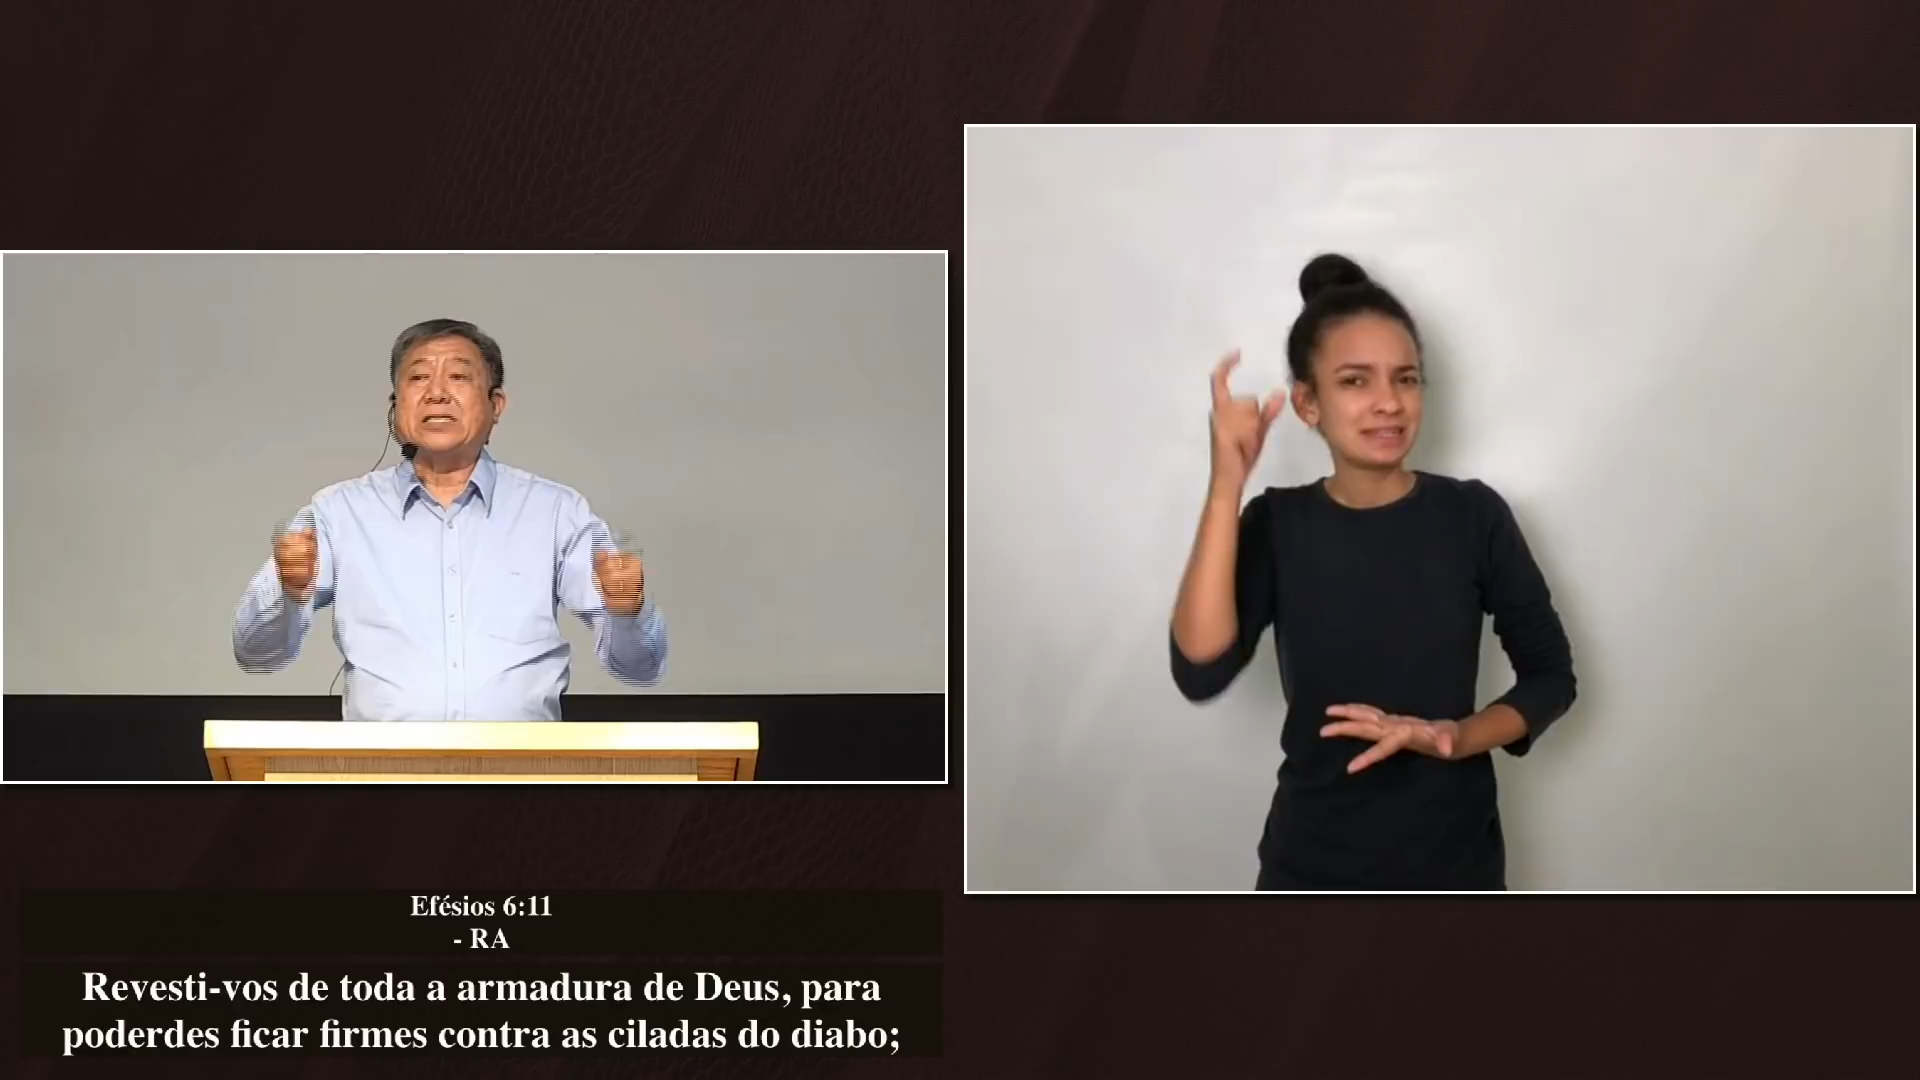 Efésios 6:11
- RA
Revesti-vos de toda a armadura de Deus, para
poderdes ficar firmes contra as ciladas do diabo;